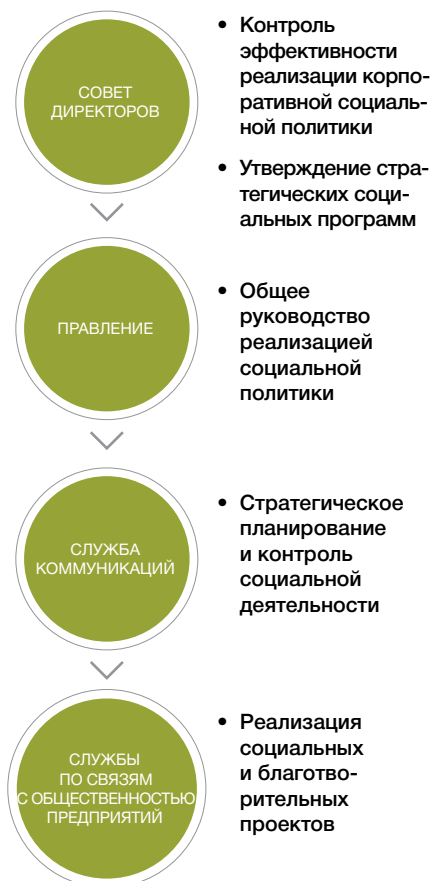 СОВЕТ
ДИРЕКТОРОВ
• Контроль
эффективности
реализации корпо-
ративной социаль-
ной политики
• Утверждение стра-
тегических соци-
альных программ
ПРАВЛЕНИЕ
• Общее
руководство
реализацией
социальной
политики
СЛУЖБА
КОММУНИКАЦИЙ
• Стратегическое
планирование
и контроль
социальной
деятельности
СЛУЖБЫ
ПО СВЯЗЯМ
С ОБЩЕСТВЕННОСТЬЮ
ПРЕДПРИЯТИЙ
• Реализация
социальных
и благотво-
рительных
проектов